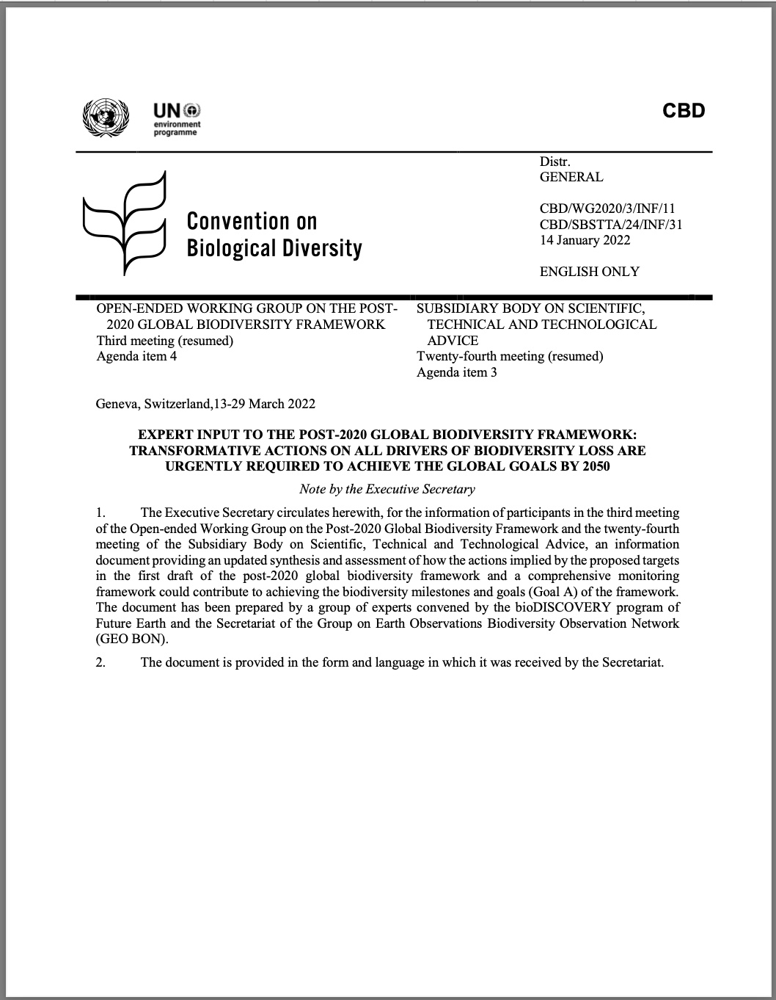 UN
environment
programme
CBD
Distr.
GENERAL
CBD/WG2020/3/INF/11
CBD/SBSTTA/24/INF/31
14 January 2022
ENGLISH ONLY
Convention on
Biological Diversity
OPEN-ENDED WORKING GROUP ON THE POST-
2020 GLOBAL BIODIVERSITY FRAMEWORK
Third meeting (resumed)
Agenda item 4
SUBSIDIARY BODY ON SCIENTIFIC,
TECHNICAL AND TECHNOLOGICAL
ADVICE
Twenty-fourth meeting (resumed)
Agenda item 3
Geneva, Switzerland,13-29 March 2022
EXPERT INPUT TO THE POST-2020 GLOBAL BIODIVERSITY FRAMEWORK:
TRANSFORMATIVE ACTIONS ON ALL DRIVERS OF BIODIVERSITY LOSS ARE
URGENTLY REQUIRED TO ACHIEVE THE GLOBAL GOALS BY 2050
Note by the Executive Secretary
1. The Executive Secretary circulates herewith, for the information of participants in the third meeting
of the Open-ended Working Group on the Post-2020 Global Biodiversity Framework and the twenty-fourth
meeting of the Subsidiary Body on Scientific, Technical and Technological Advice, an information
document providing an updated synthesis and assessment of how the actions implied by the proposed targets
in the first draft of the post-2020 global biodiversity framework and a comprehensive monitoring
framework could contribute to achieving the biodiversity milestones and goals (Goal A) of the framework.
The document has been prepared by a group of experts convened by the bioDISCOVERY program of
Future Earth and the Secretariat of the Group on Earth Observations Biodiversity Observation Network
(GEO BON).
2. The document is provided in the form and language in which it was received by the Secretariat.